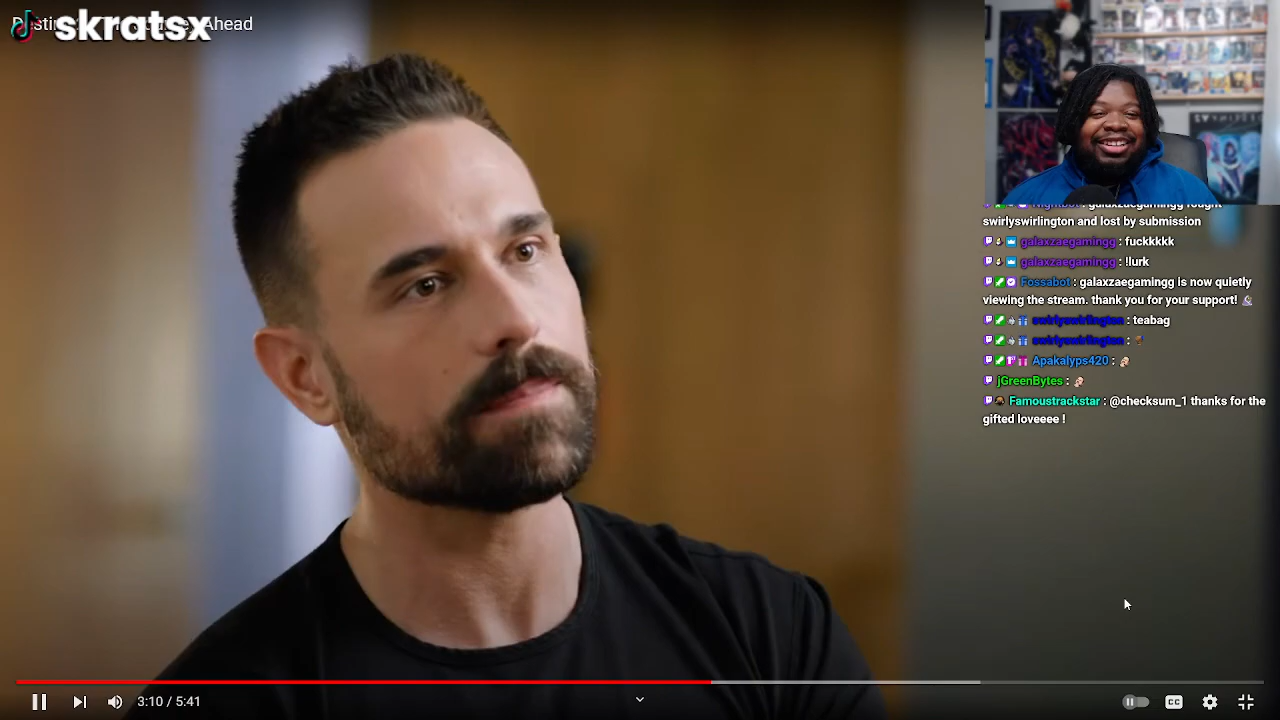 skratsx
Ahead
swirlyswirlington and lost by submission
galaxzaegamingg : fuckkkkk
galaxzaegamingg : !lurk
Fossabot : galaxzaegamingg is now quietly
viewing the stream. thank you for your support!
swirlyswirlington : teabag
swirlyswirlington :
Apakalyps420 :
jGreenBytes :
Famoustrackstar : @checksum_1 thanks for the
gifted loveeee !
3:10 / 5:41
CC